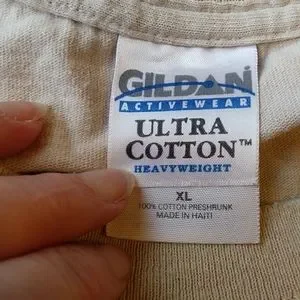 GILDAN
ACTIVEWEAR
ULTRA
COTTON™
HEAVYWEIGHT
XL
100% COTTON PRESHRUNK
MADE IN HAITI